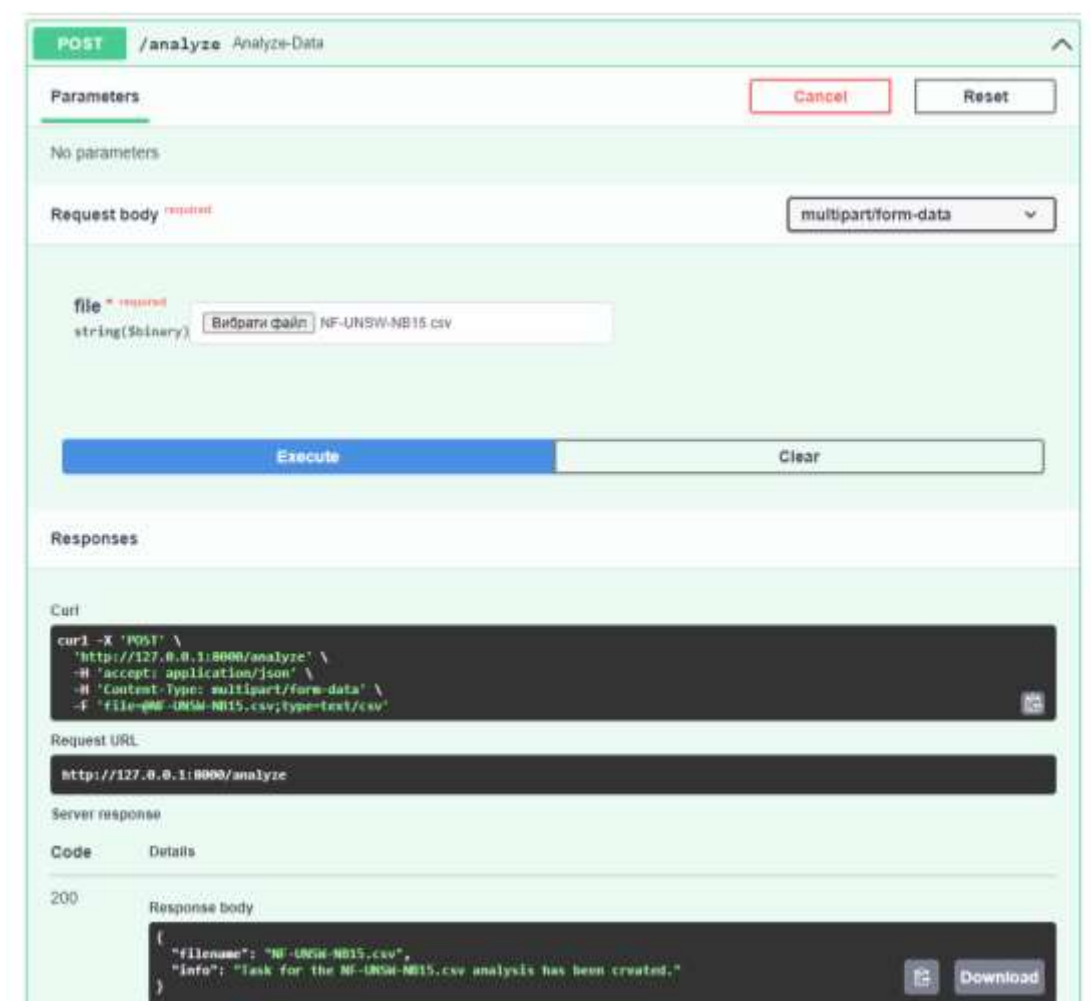 POST /analyze Analyze-Data
Parameters
Cancel
Reset
No parameters
Request body required
multipart/form-data
file * required
string($binary)
Вибрати файл NF-UNSW-NB15.csv
Execute
Clear
Responses
Curl
curl -X 'POST' \
'http://127.0.0.1:8000/analyze' \
-H 'accept: application/json' \
-H 'Content-Type: multipart/form-data' \
-F 'file=@NF-UNSW-NB15.csv;type=text/csv'
Request URL
http://127.0.0.1:8000/analyze
Server response
Code Details
200
Response body
{
"filename": "NF-UNSW-NB15.csv",
"info": "Task for the NF-UNSW-NB15.csv analysis has been created."
}
Download